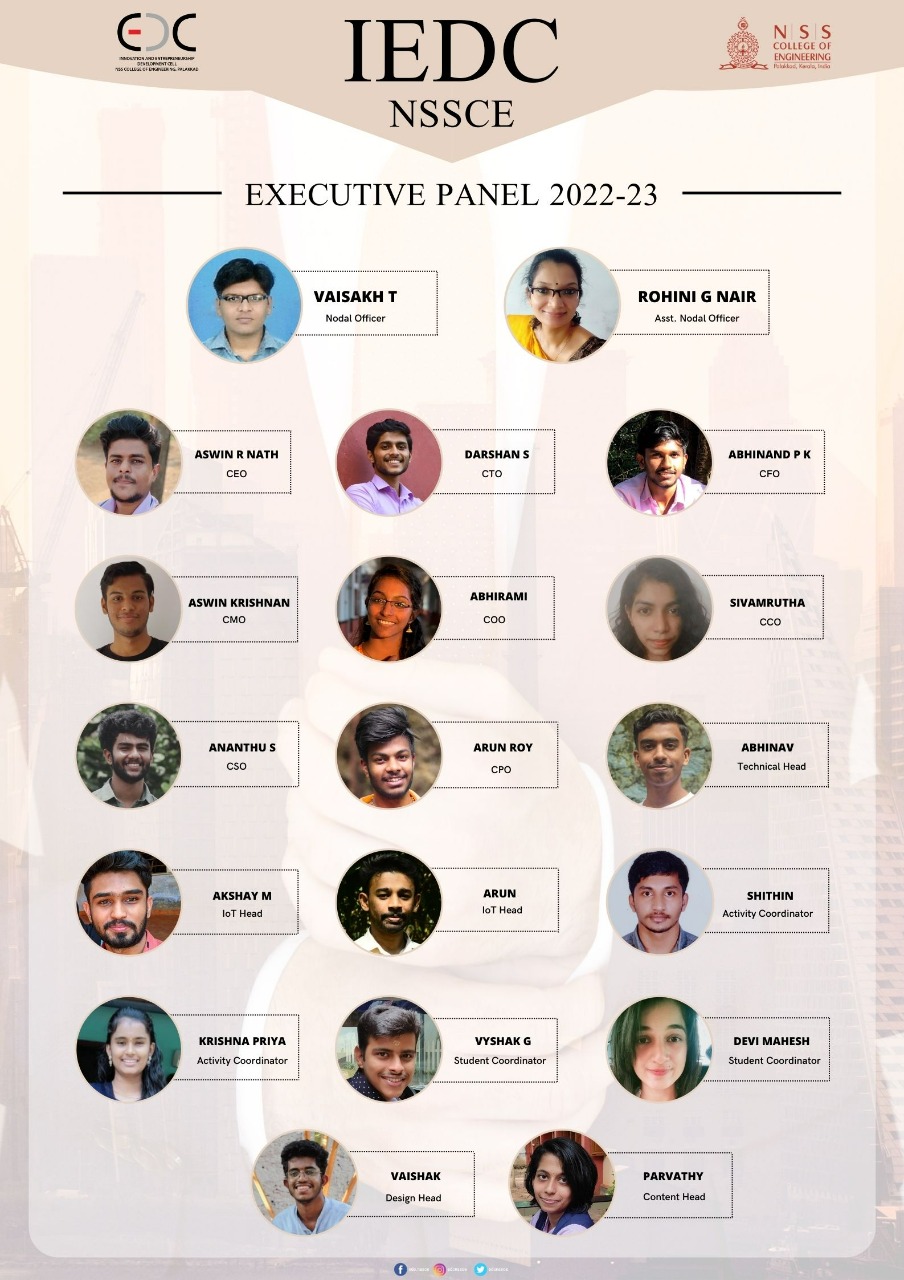 EDC
INNOVATION AND ENTREPRENEURSHIP
DEVELOPMENT CELL
NSS COLLEGE OF ENGINEERING, PALAKKAD
IEDC
NSSCE
N|S|S
COLLEGE OF
ENGINEERING
Palakkad, Kerala, India
EXECUTIVE PANEL 2022-23
VAISAKH T
Nodal Officer
ROHINI G NAIR
Asst. Nodal Officer
ASWIN R NATH
CEO
DARSHAN S
CTO
ABHINAND P K
CFO
ASWIN KRISHNAN
CMO
ABHIRAMI
COO
SIVAMRUTHA
CCO
ANANTHU S
CSO
ARUN ROY
CPO
ABHINAV
Technical Head
AKSHAY M
IoT Head
ARUN
IoT Head
SHITHIN
Activity Coordinator
KRISHNA PRIYA
Activity Coordinator
VYSHAK G
Student Coordinator
DEVI MAHESH
Student Coordinator
VAISHAK
Design Head
PARVATHY
Content Head